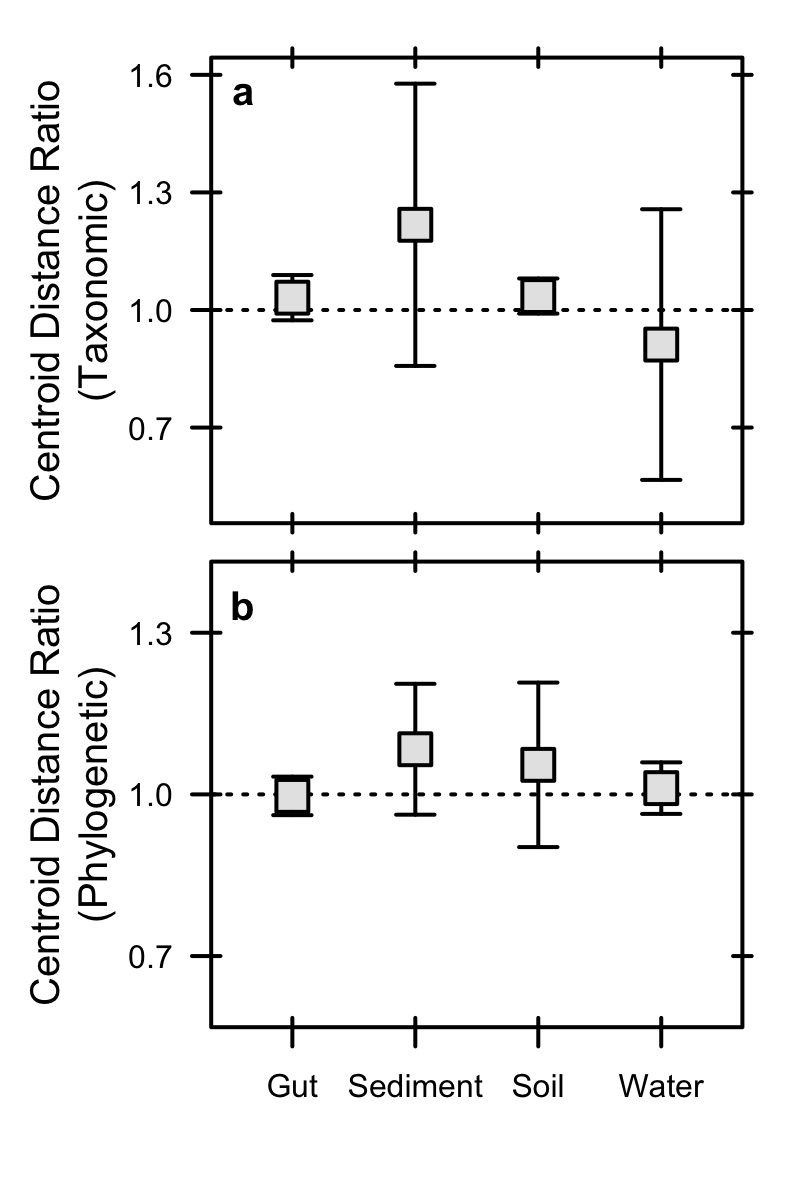 Centroid Distance Ratio
(Taxonomic)
a
1.6
1.3
1.0
0.7
Centroid Distance Ratio
(Phylogenetic)
b
1.3
1.0
0.7
Gut Sediment Soil Water